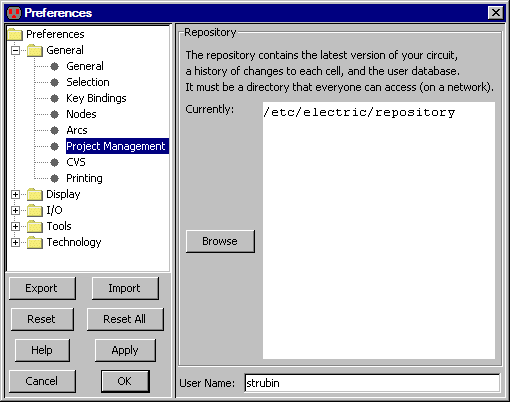 Preferences
Preferences
General
General
Selection
Key Bindings
Nodes
Arcs
Project Management
CVS
Printing
Display
I/O
Tools
Technology
Export Import
Reset Reset All
Help Apply
Cancel OK
Repository
The repository contains the latest version of your circuit,
a history of changes to each cell, and the user database.
It must be a directory that everyone can access (on a network).
Currently: /etc/electric/repository
Browse
User Name: strubin